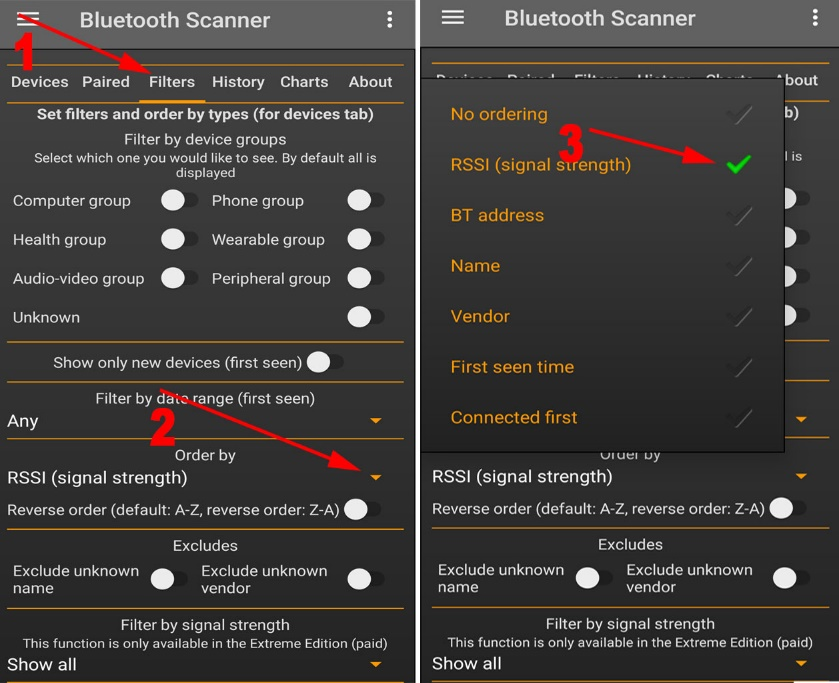 Bluetooth Scanner
1
Devices Paired Filters History Charts About
Set filters and order by types (for devices tab)
Filter by device groups
Select which one you would like to see. By default all is
displayed
Computer group Phone group
Health group Wearable group
Audio-video group Peripheral group
Unknown
Show only new devices (first seen)
Filter by date range (first seen)
Any
2
Order by
RSSI (signal strength)
Reverse order (default: A-Z, reverse order: Z-A)
Excludes
Exclude unknown name Exclude unknown vendor
Filter by signal strength
This function is only available in the Extreme Edition (paid)
Show all
Bluetooth Scanner
Devices Paired Filters History Charts About
b)
l is
No ordering
3
RSSI (signal strength)
BT address
Name
Vendor
First seen time
Connected first
Order by
RSSI (signal strength)
Reverse order (default: A-Z, reverse order: Z-A)
Excludes
Exclude unknown name Exclude unknown vendor
Filter by signal strength
This function is only available in the Extreme Edition (paid)
Show all